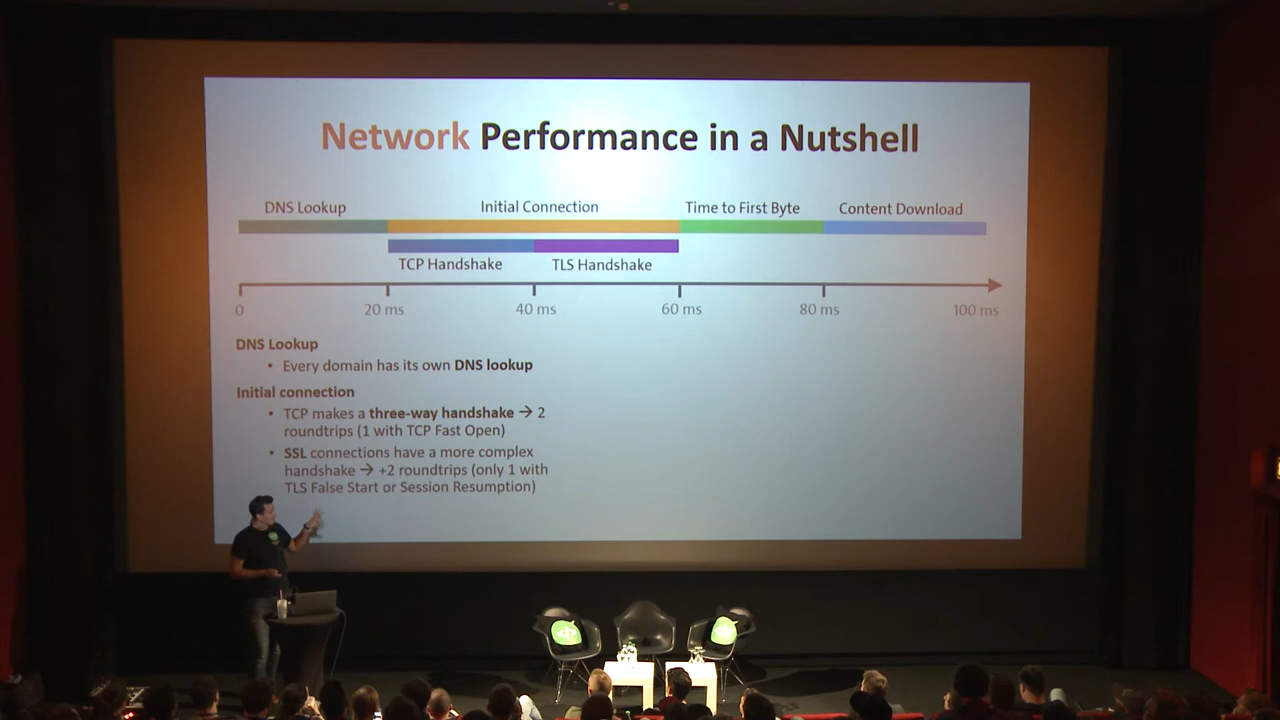 Network Performance in a Nutshell
DNS Lookup
Initial Connection
Time to First Byte
Content Download
TCP Handshake
TLS Handshake
0
20 ms
40 ms
60 ms
80 ms
100 ms
DNS Lookup
• Every domain has its own DNS lookup
Initial connection
• TCP makes a three-way handshake → 2
roundtrips (1 with TCP Fast Open)
• SSL connections have a more complex
handshake → +2 roundtrips (only 1 with
TLS False Start or Session Resumption)